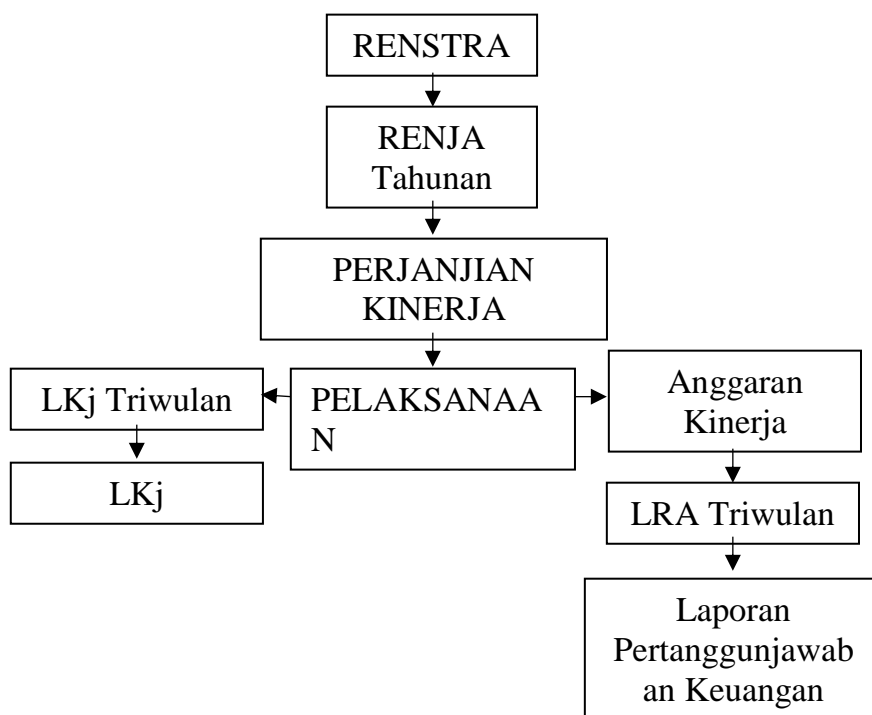 RENSTRA
RENJA
Tahunan
PERJANJIAN
KINERJA
LKj Triwulan
PELAKSANAA
N
Anggaran
Kinerja
LKj
LRA Triwulan
Laporan
Pertanggunjawab
an Keuangan